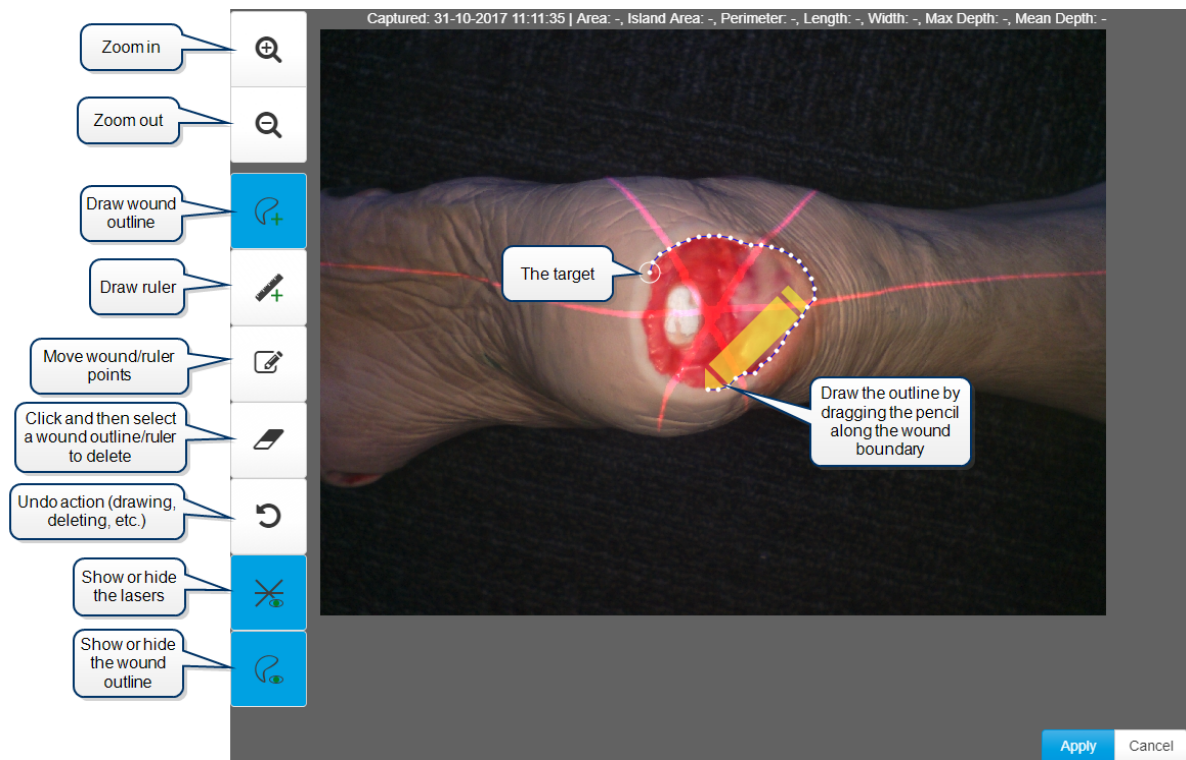 Captured: 31-10-2017 11:11:35 | Area: -, Island Area: -, Perimeter: -, Length: -, Width: -, Max Depth: -, Mean Depth: -
Zoom in
Zoom out
Draw wound
outline
The target
Draw ruler
Move wound/ruler
points
Draw the outline by
dragging the pencil
along the wound
boundary
Click and then select
a wound outline/ruler
to delete
Undo action (drawing,
deleting, etc.)
Show or hide
the lasers
Show or hide
the wound
outline
Apply
Cancel